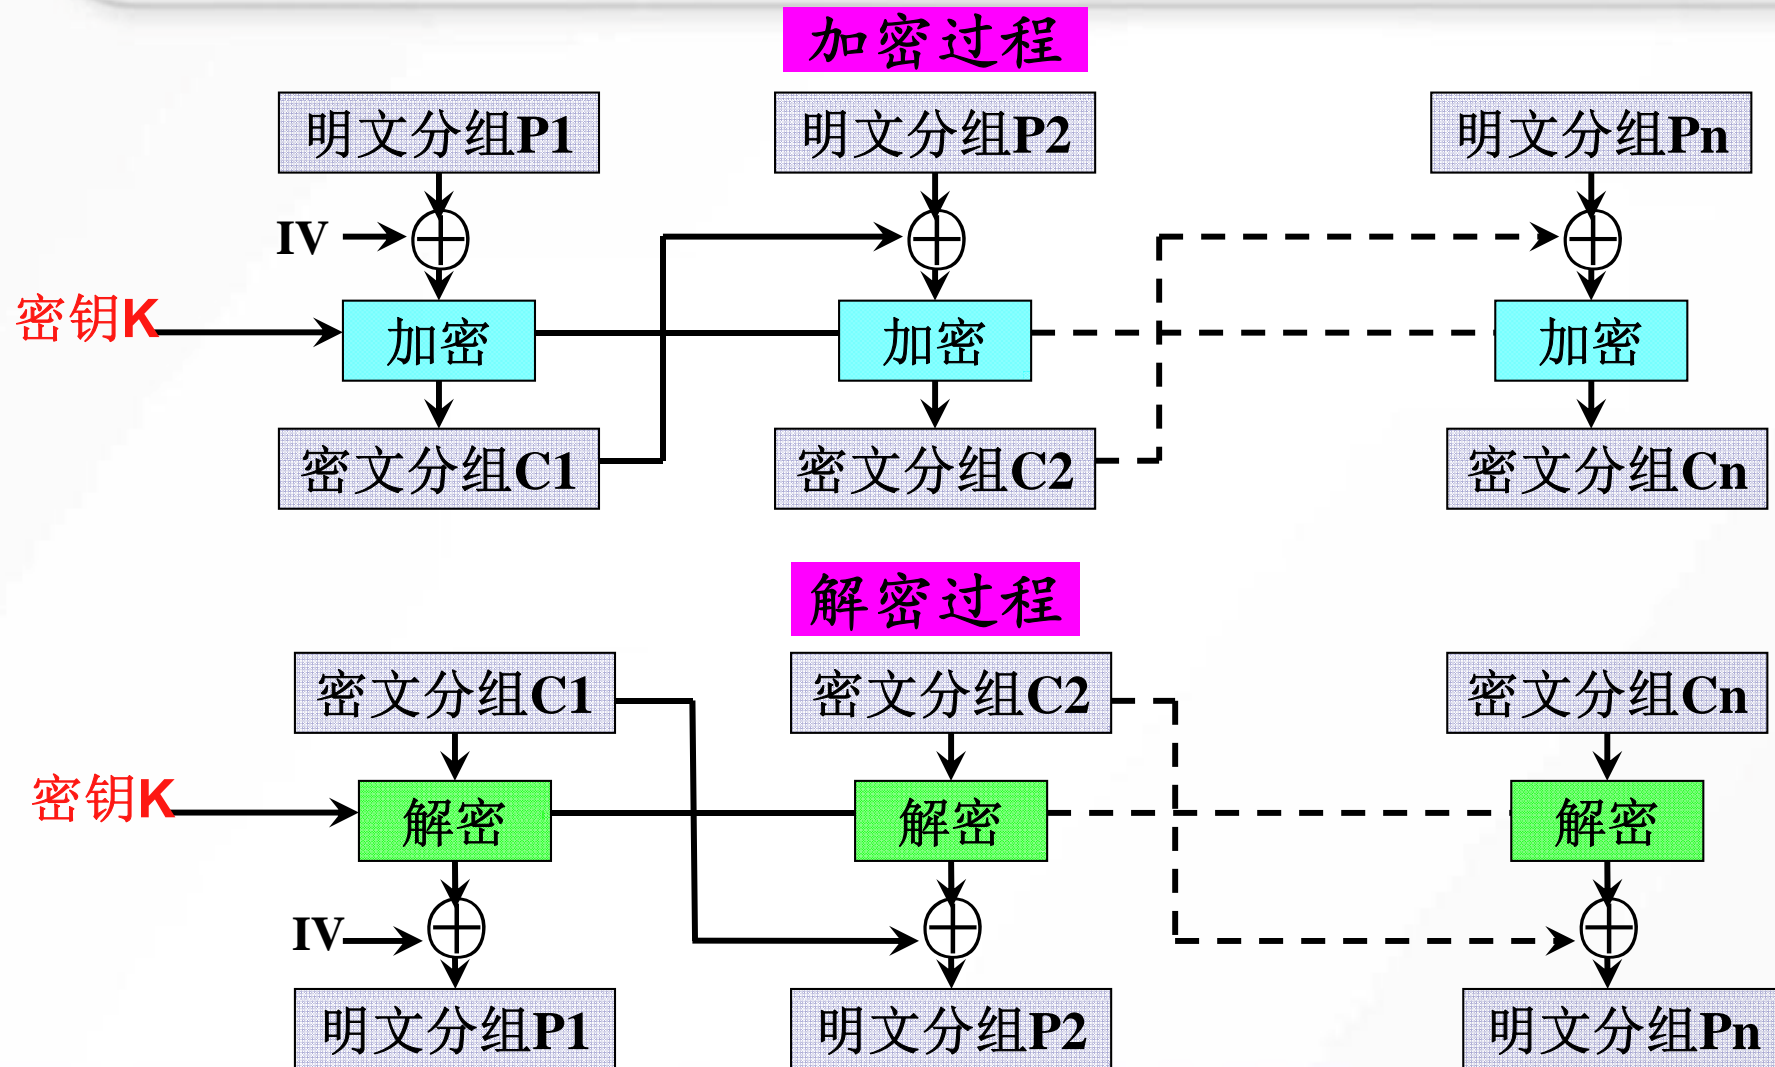 加密过程
明文分组P1 明文分组P2 明文分组Pn
IV
密钥K 加密 加密 加密
密文分组C1 密文分组C2 密文分组Cn
解密过程
密文分组C1 密文分组C2 密文分组Cn
密钥K 解密 解密 解密
IV
明文分组P1 明文分组P2 明文分组Pn